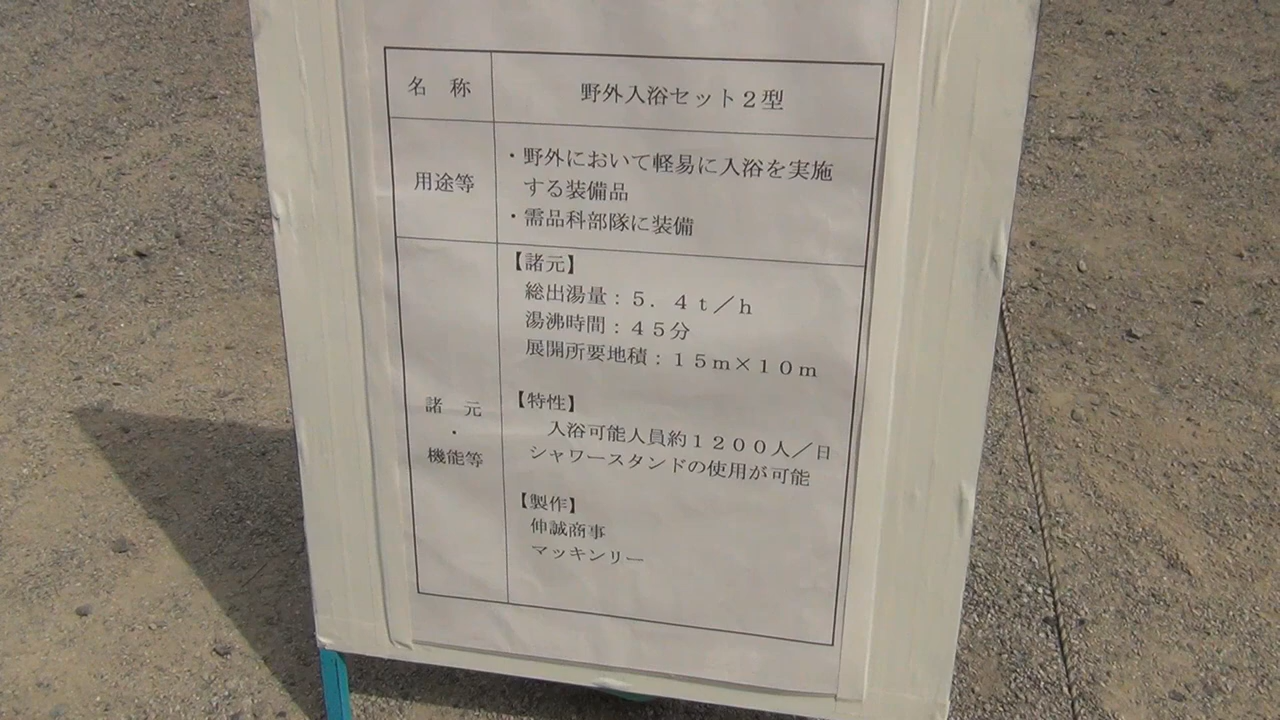 名　称
野外入浴セット２型
用途等
・野外において軽易に入浴を実施
する装備品
・需品科部隊に装備
諸　元
・
機能等
【諸元】
総出湯量：５．４ｔ／ｈ
湯沸時間：４５分
展開所要地積：１５ｍ×１０ｍ
【特性】
入浴可能人員約１２００人／日
シャワースタンドの使用が可能
【製作】
伸誠商事
マッキンリー